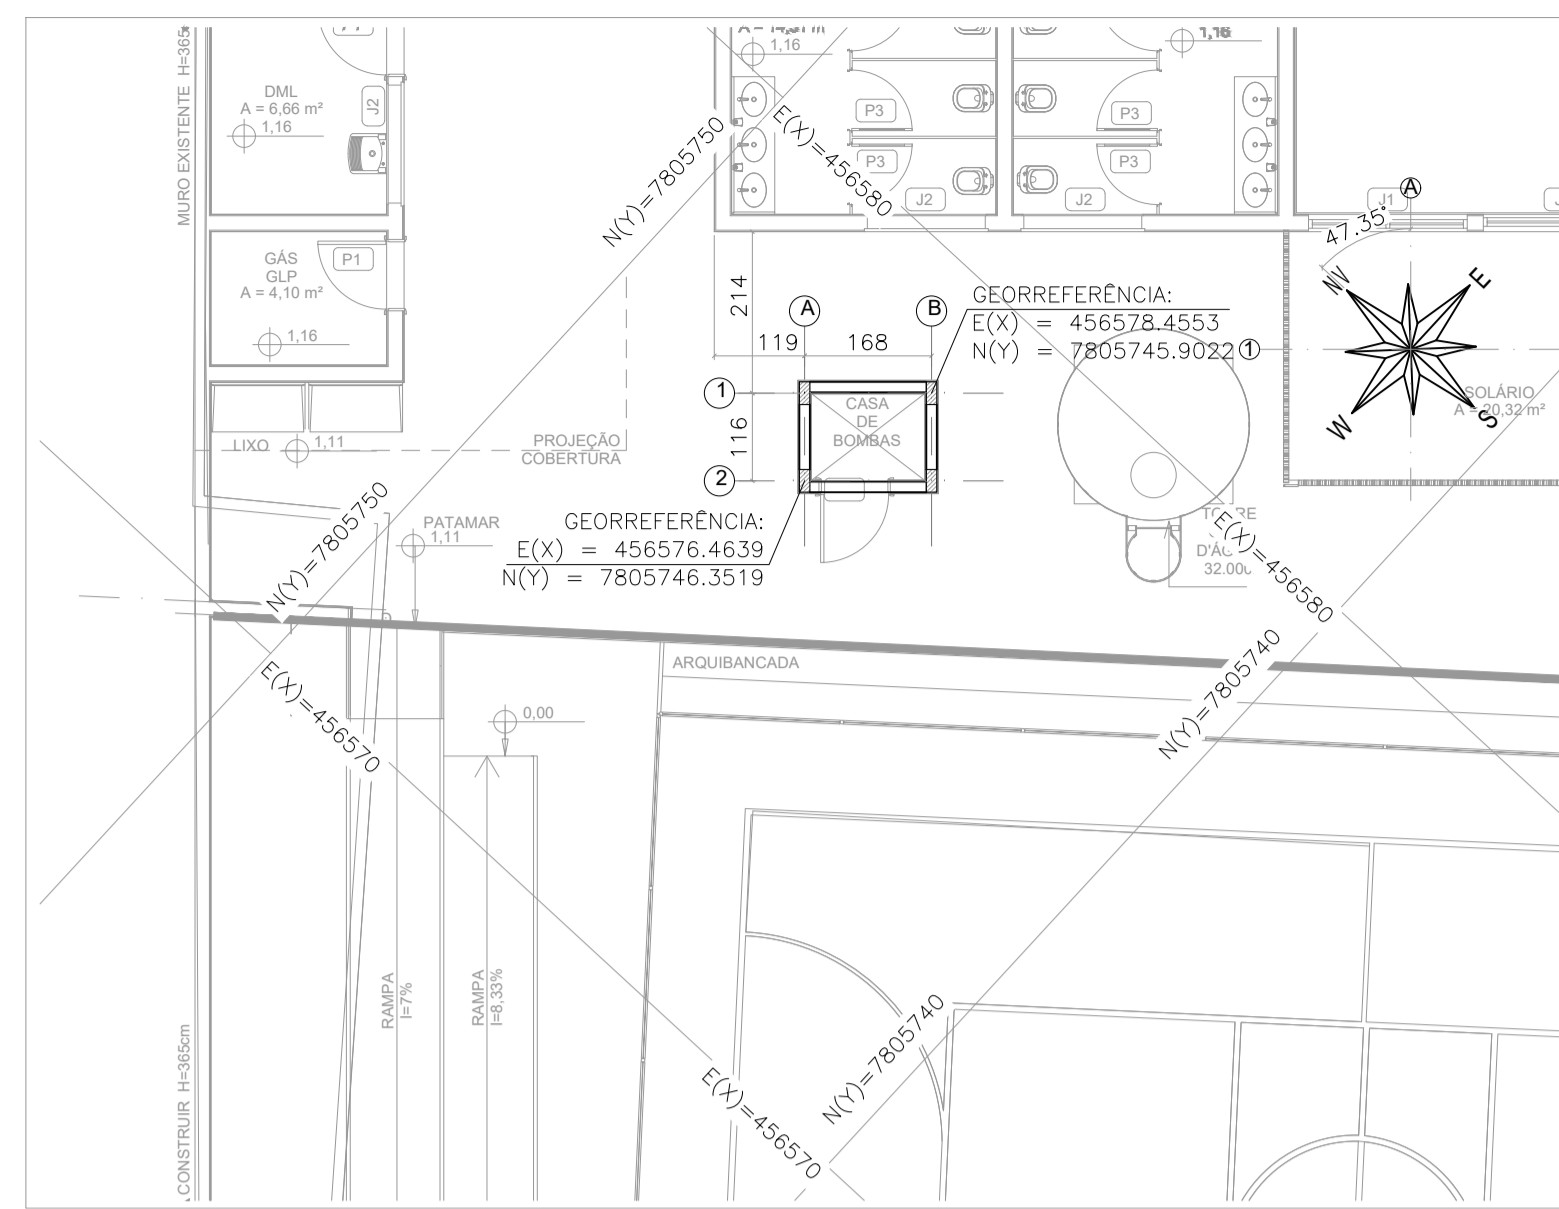 MURO EXISTENTE H=365
DML
A = 6,66 m²
1,16
J2
GÁS
GLP
A = 4,10 m²
P1
1,16
LIXO
1,11
PROJEÇÃO
COBERTURA
PATAMAR
1,11
1,16
P3
P3
J2
1,16
P3
P3
J2
J1
A
47.35°
E
S
W
SOLÁRIO
A = 20,32 m²
N(Y)=7805750
E(X)=456580
214
119
168
116
A
B
1
2
CASA
DE
BOMBAS
GEORREFERÊNCIA:
E(X) = 456578.4553
N(Y) = 7805745.9022
1
GEORREFERÊNCIA:
E(X) = 456576.4639
N(Y) = 7805746.3519
D'ÁG
32.00
N(Y)=7805750
E(X)=456580
N(Y)=7805740
E(X)=456570
ARQUIBANCADA
0,00
RAMPA
I=7%
RAMPA
I=8,33%
E(X)=456570
N(Y)=7805740
CONSTRUIR H=365cm